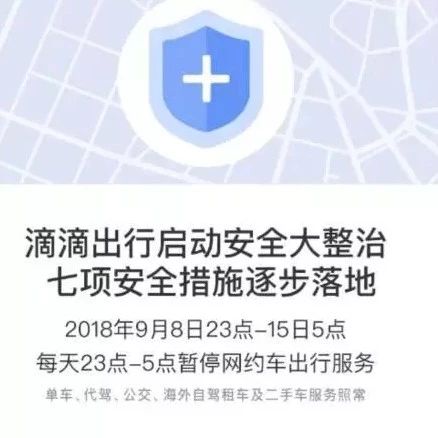 滴滴出行启动安全大整治
七项安全措施逐步落地
2018年9月8日23点-15日5点
每天23点-5点暂停网约车出行服务
单车、代驾、公交、海外自驾租车及二手车服务照常